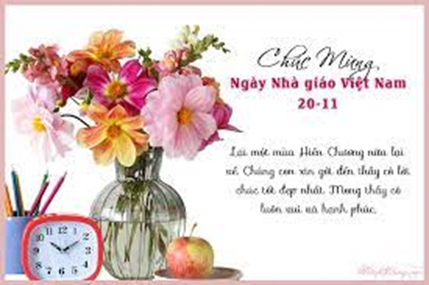 Chúc Mừng
Ngày Nhà giáo Việt Nam
20-11
Lại một mùa Hiến Chương nữa lại
về. Chúng con xin gởi đến thầy cô lời
chúc tốt đẹp nhất. Mong thầy cô
luôn vui và hạnh phúc.